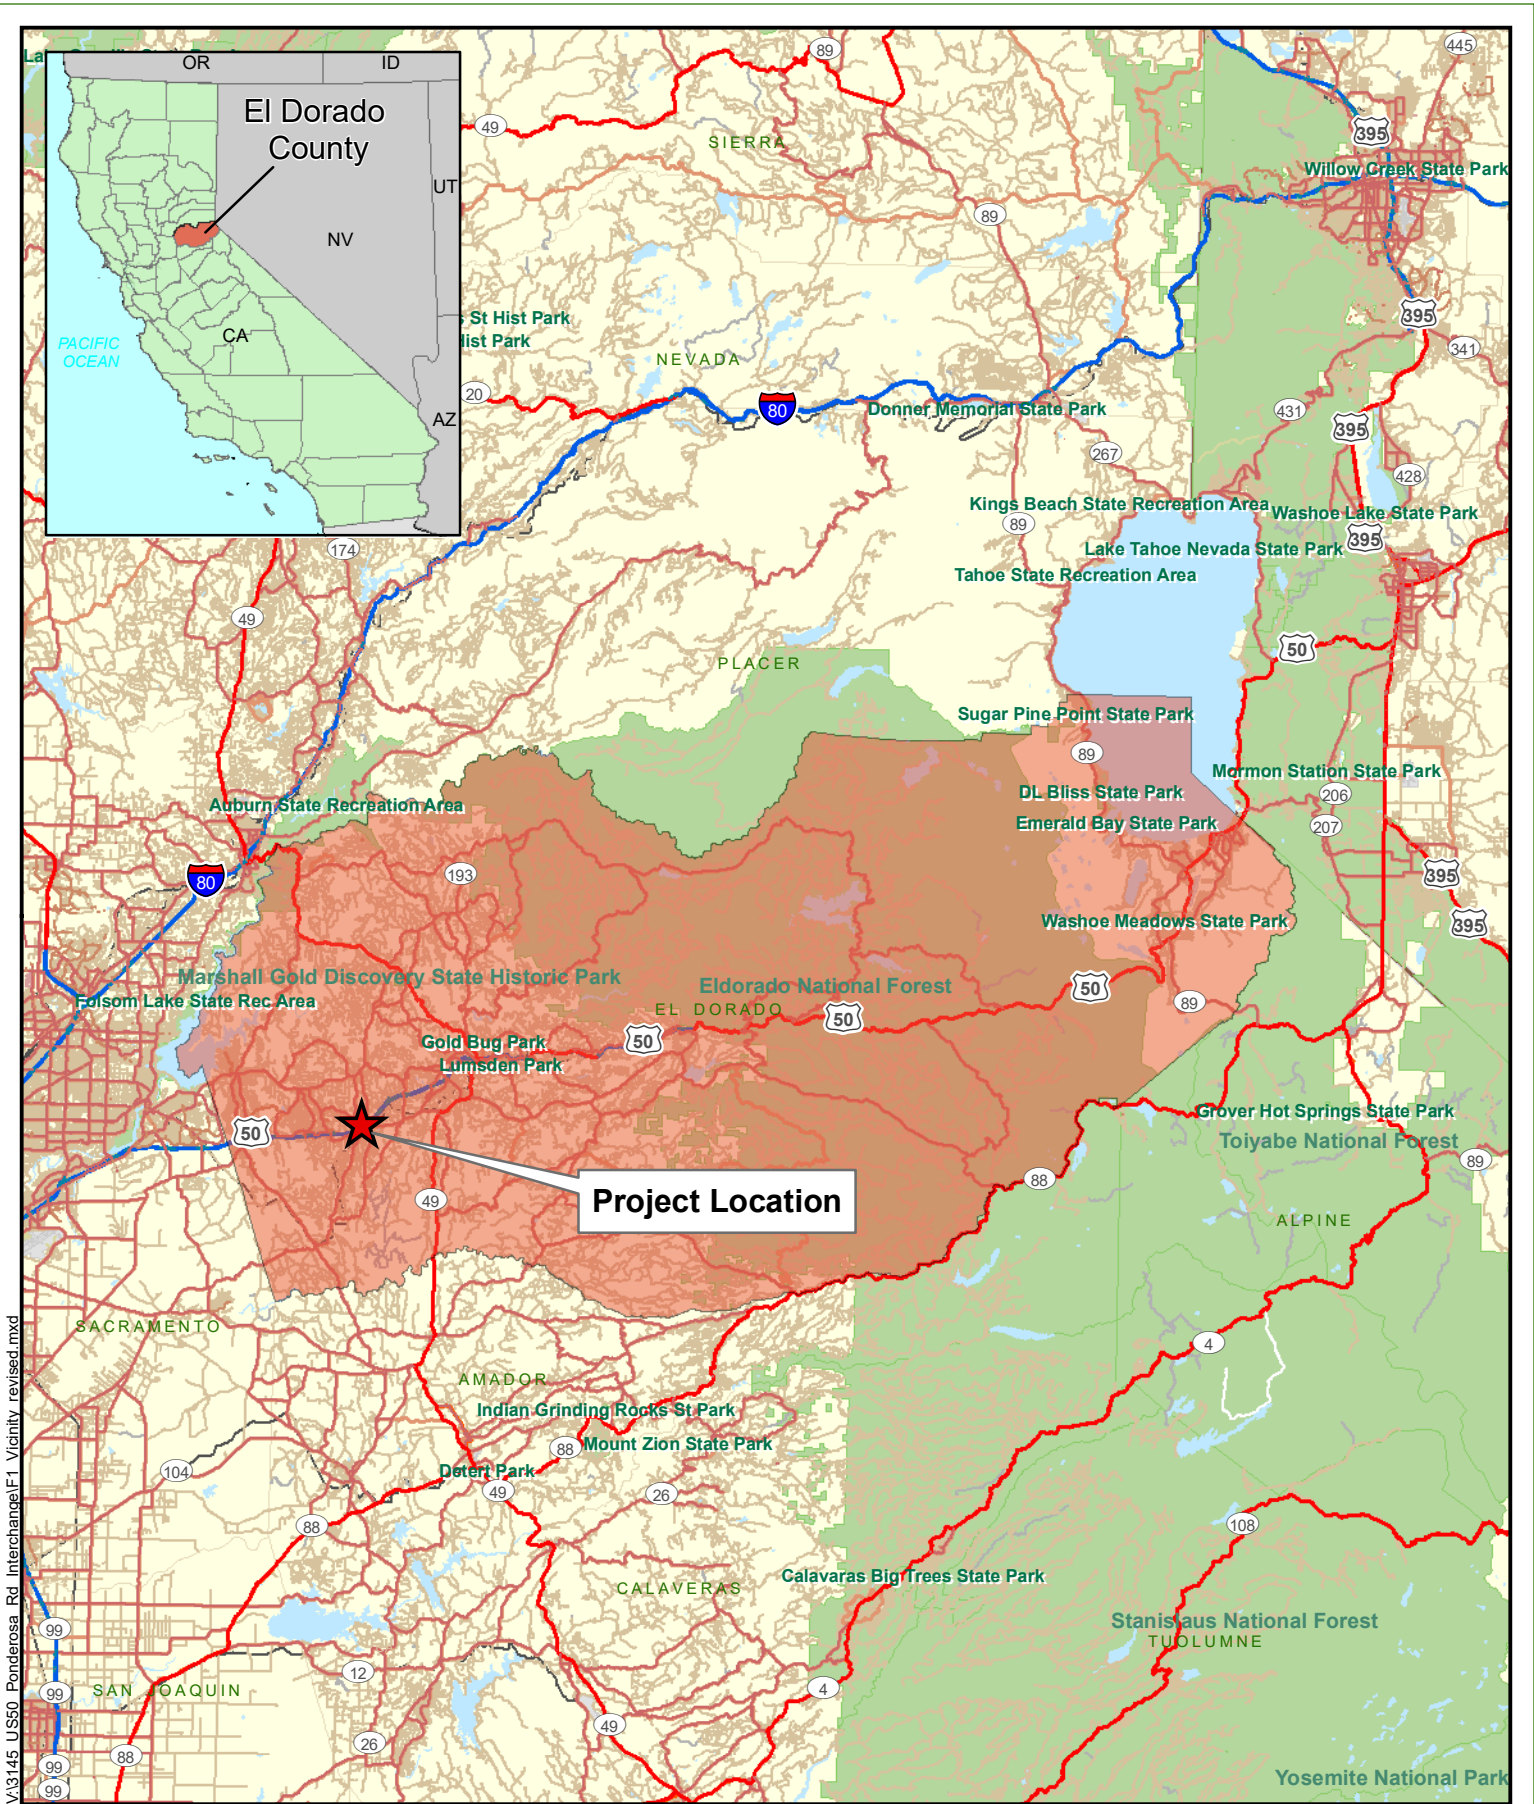 OR
ID
El Dorado
County
UT
NV
CA
PACIFIC
OCEAN
AZ
89
445
49
SIERRA
395
Willow Creek State Park
89
395
St Hist Park
Hist Park
NEVADA
341
20
80
Donner Memorial State Park
431
395
267
428
Kings Beach State Recreation Area
Washoe Lake State Park
89
395
174
Lake Tahoe Nevada State Park
Tahoe State Recreation Area
49
50
PLACER
Sugar Pine Point State Park
89
Mormon Station State Park
DL Bliss State Park
206
Auburn State Recreation Area
Emerald Bay State Park
207
80
193
395
Washoe Meadows State Park
395
Marshall Gold Discovery State Historic Park
Eldorado National Forest
50
Folsom Lake State Rec Area
EL DORADO
89
50
Gold Bug Park
50
Lumsden Park
50
Grover Hot Springs State Park
Toiyabe National Forest
89
88
49
Project Location
ALPINE
SACRAMENTO
4
AMADOR
Indian Grinding Rocks St Park
88
Mount Zion State Park
104
Detert Park
49
26
88
108
Calavaras Big Trees State Park
CALAVERAS
Stanislaus National Forest
TUOLUMNE
99
12
99
SAN JOAQUIN
4
49
26
88
99
99
Yosemite National Park
V:\3145_US50_Ponderosa_Rd_Interchange\F1_Vicinity_revised.mxd